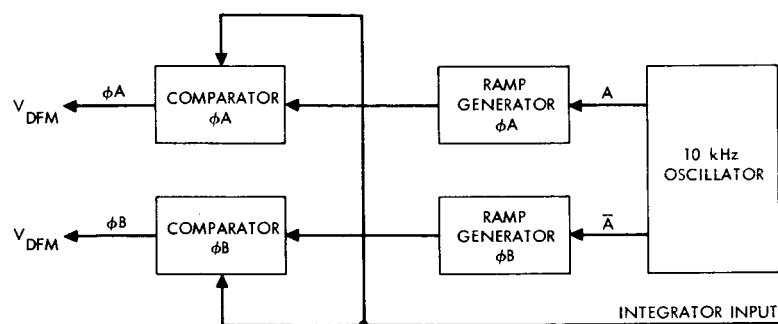 φA
V DFM
COMPARATOR
φA
RAMP
GENERATOR
φA
A
10 kHz
OSCILLATOR
φB
V DFM
COMPARATOR
φB
RAMP
GENERATOR
φB
A̅
INTEGRATOR INPUT